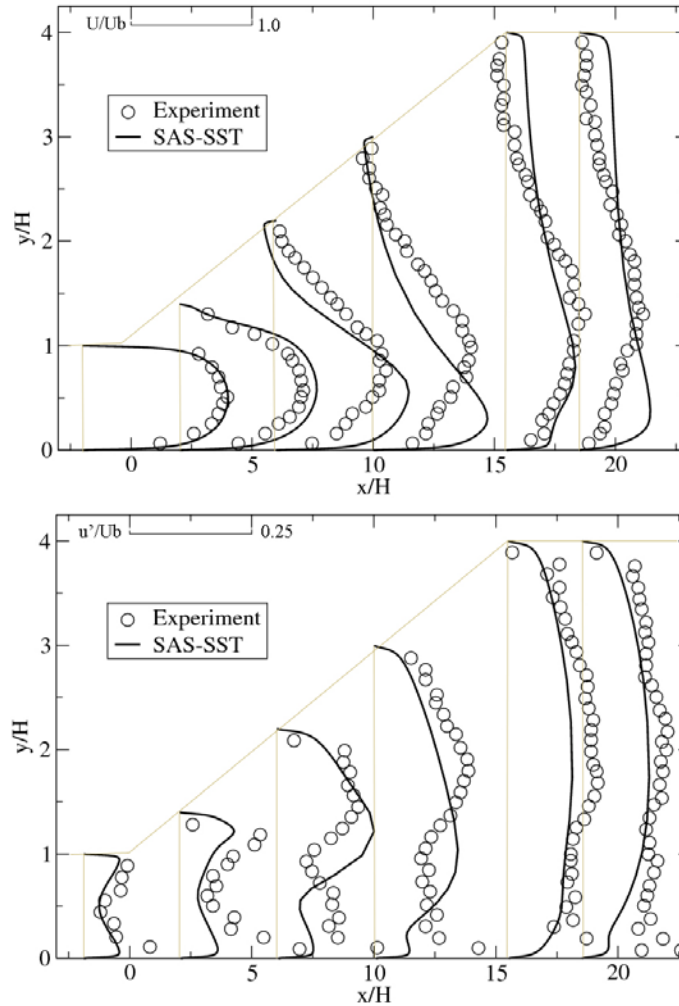 U/Ub 1.0
4
Experiment
SAS-SST
3
y/H
2
1
0
0 5 10 15 20
x/H
u'/Ub 0.25
4
Experiment
SAS-SST
3
y/H
2
1
0
0 5 10 15 20
x/H